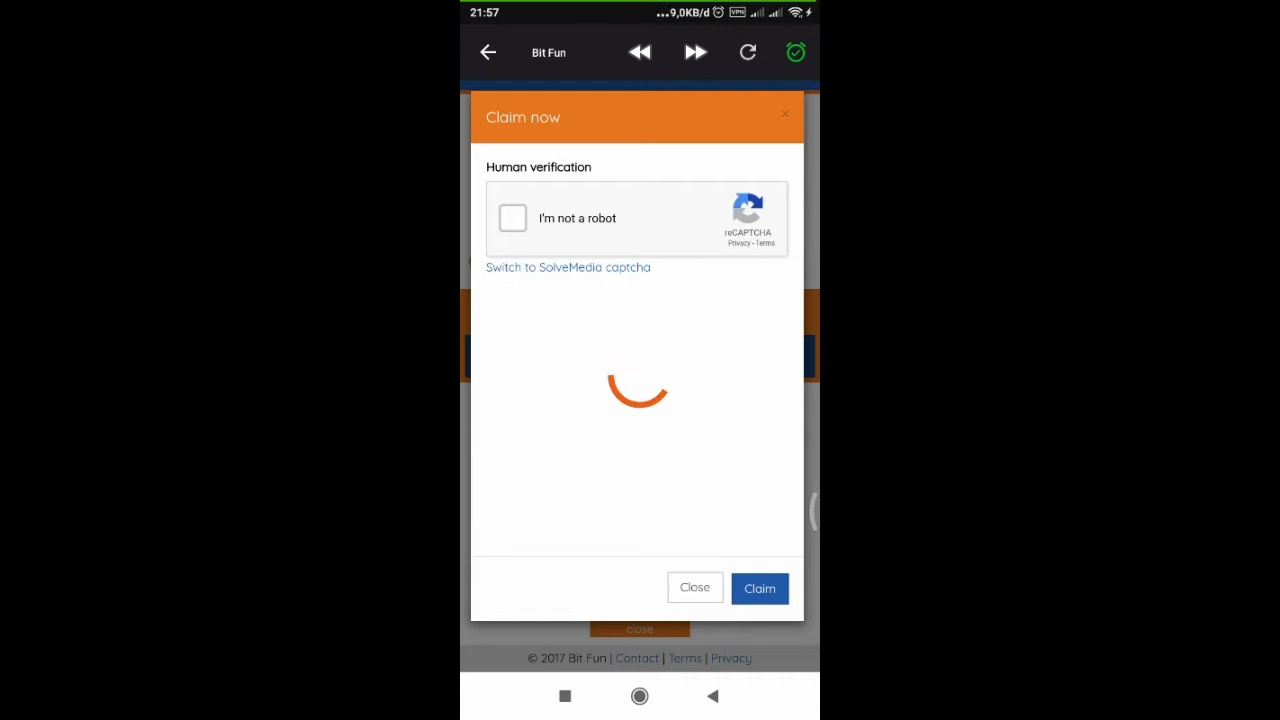 21:57
...9,0KB/d VPN
Bit Fun
Claim now
×
Human verification
I'm not a robot
reCAPTCHA
Privacy - Terms
Switch to SolveMedia captcha
Close
Claim
close
© 2017 Bit Fun | Contact | Terms | Privacy